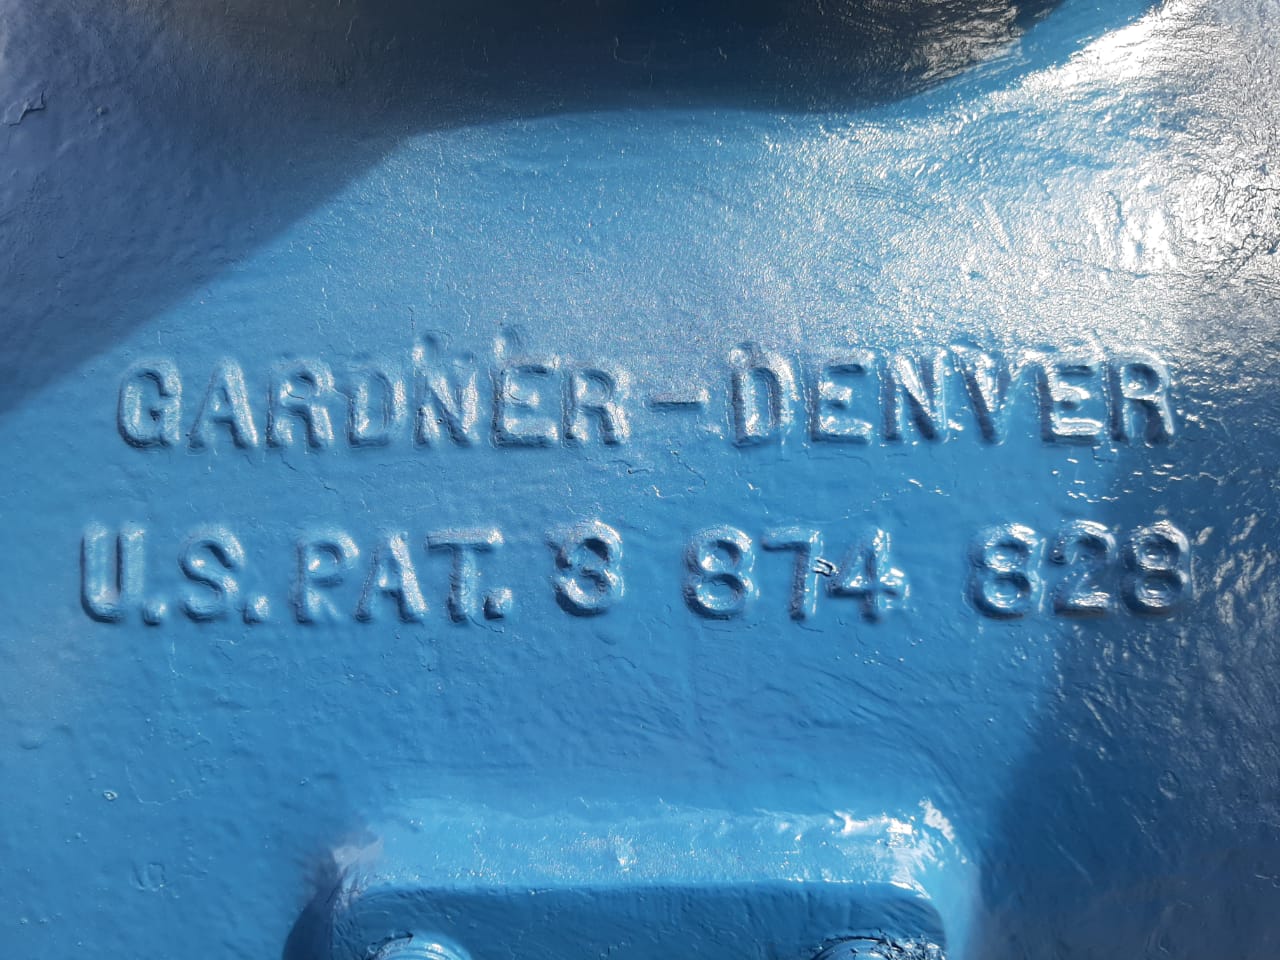 GARDNER-DENVER
U.S. PAT. 3 874 828